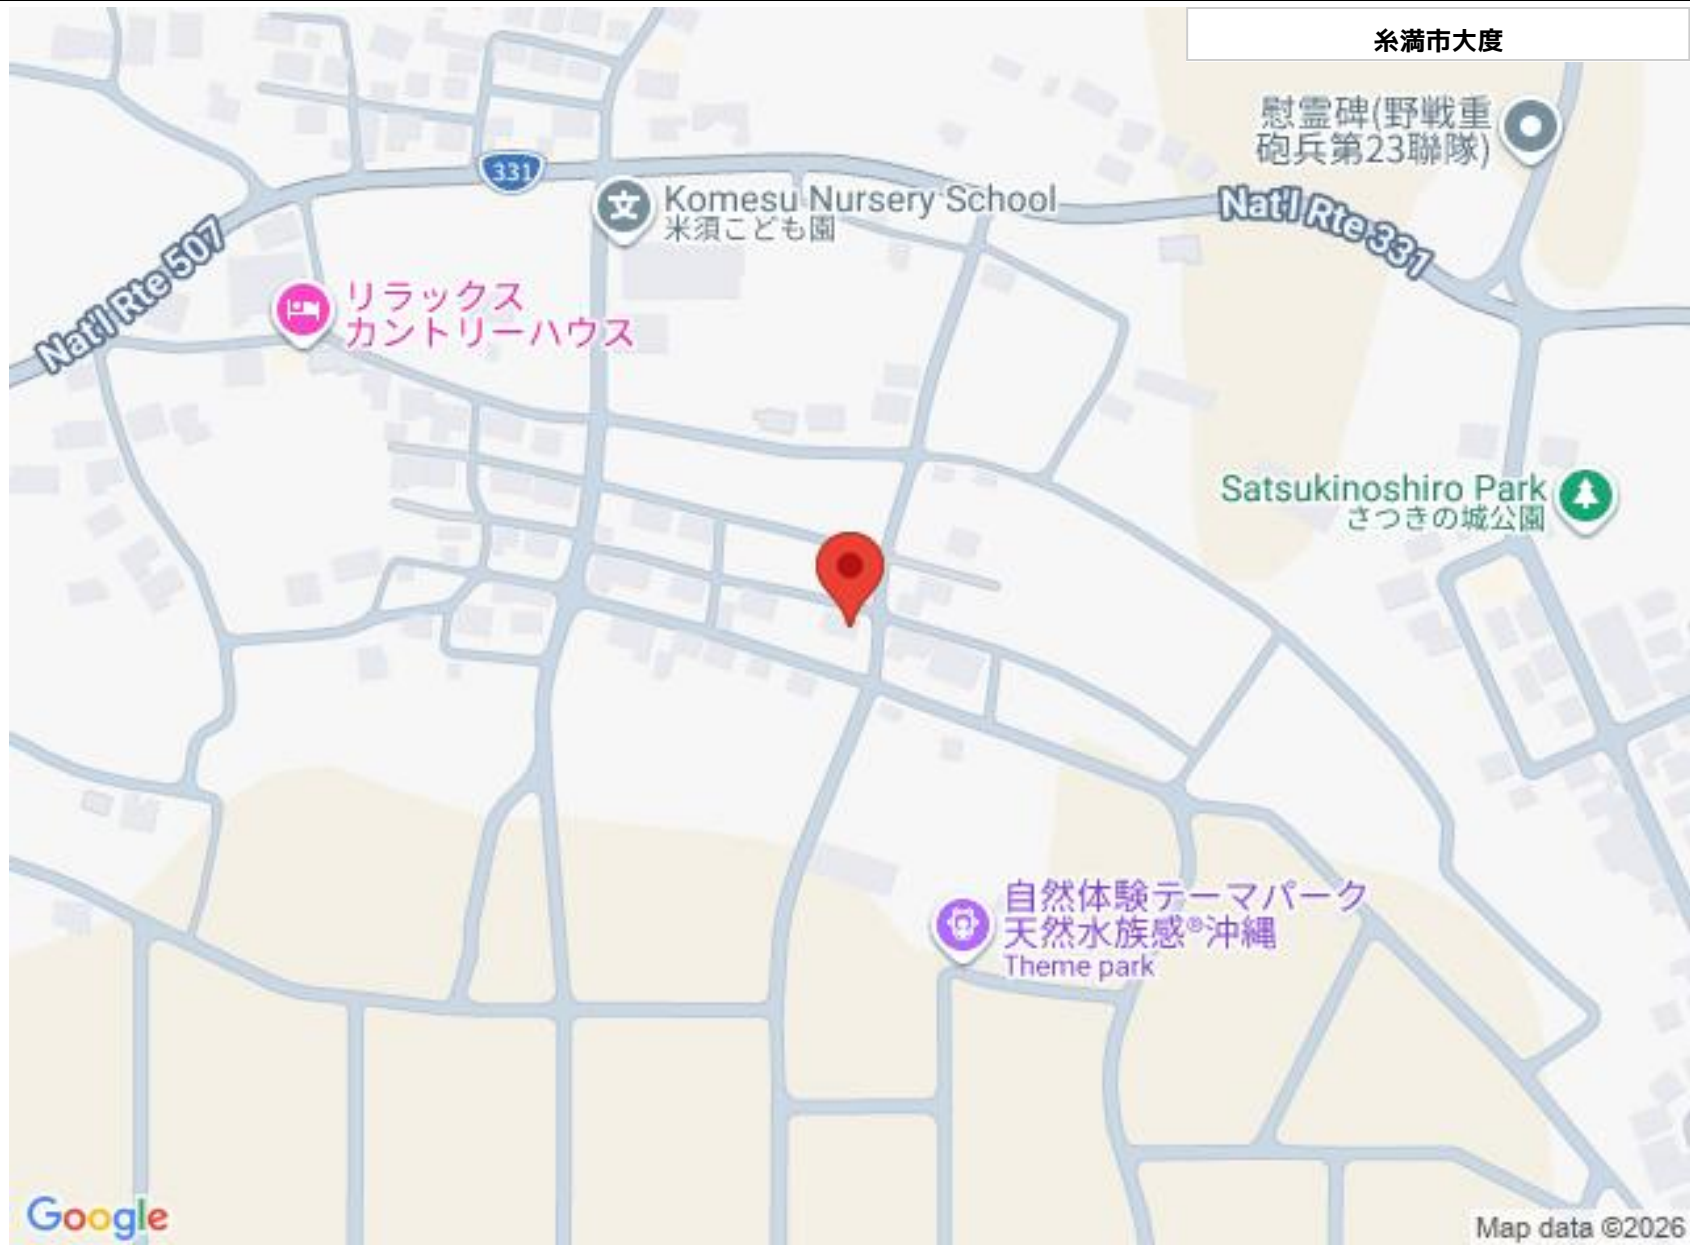 糸満市大度
慰霊碑(野戦重
砲兵第23聯隊)
331
Nat'l Rte 331
Komesu Nursery School
文
米須こども園
Nat'l Rte 507
リラックス
カントリーハウス
Satsukinoshiro Park
さつきの城公園
自然体験テーマパーク
天然水族感®沖縄
Theme park
Google
Map data ©2026